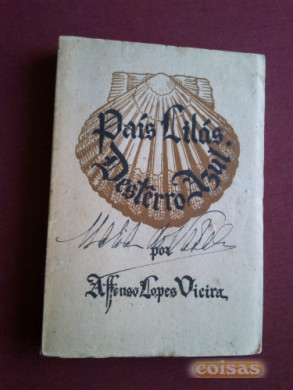 País Lilás,
Desterro Azul.
por
Affonso Lopes Vieira
coisas